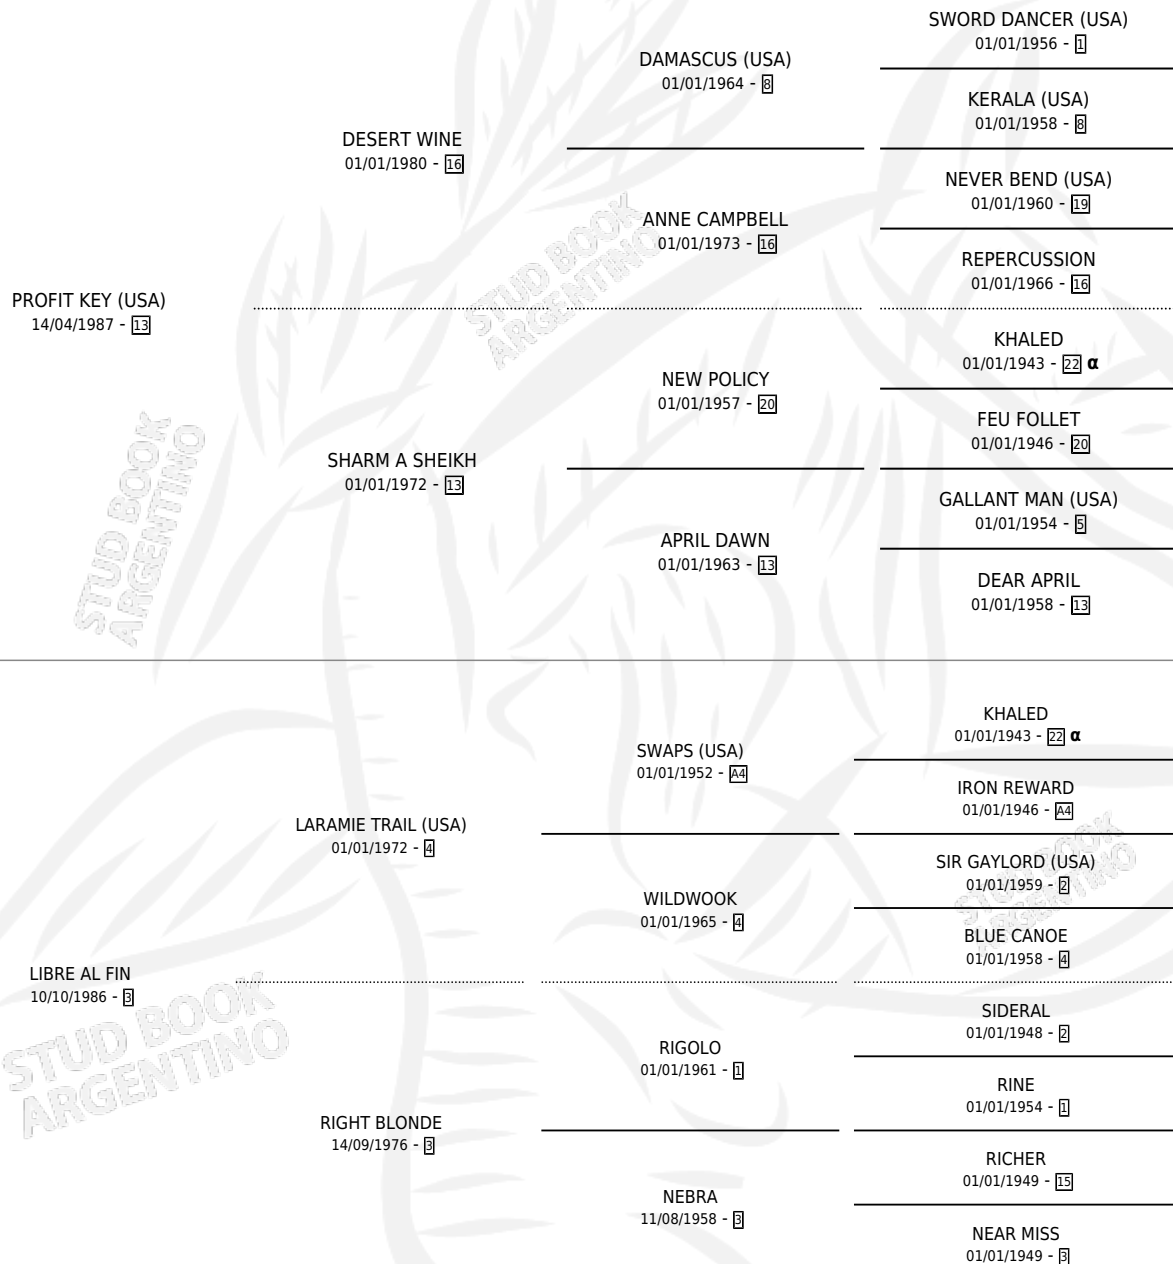 SWORD DANCER (USA)
01/01/1956 - 1
DAMASCUS (USA)
01/01/1964 - 8
KERALA (USA)
01/01/1958 - 8
DESERT WINE
01/01/1980 - 16
NEVER BEND (USA)
01/01/1960 - 19
ANNE CAMPBELL
01/01/1973 - 16
REPERCUSSION
01/01/1966 - 16
PROFIT KEY (USA)
14/04/1987 - 13
KHALED
01/01/1943 - 22 α
NEW POLICY
01/01/1957 - 20
FEU FOLLET
01/01/1946 - 20
SHARM A SHEIKH
01/01/1972 - 13
GALLANT MAN (USA)
01/01/1954 - 5
APRIL DAWN
01/01/1963 - 13
DEAR APRIL
01/01/1958 - 13
STUD BOOK
ARGENTINO
STUD BOOK
ARGENTINO
KHALED
01/01/1943 - 22 α
SWAPS (USA)
01/01/1952 - A4
IRON REWARD
01/01/1946 - A4
LARAMIE TRAIL (USA)
01/01/1972 - 4
SIR GAYLORD (USA)
01/01/1959 - 2
WILDWOOK
01/01/1965 - 4
BLUE CANOE
01/01/1958 - 4
LIBRE AL FIN
10/10/1986 - 3
SIDERAL
01/01/1948 - 2
RIGOLO
01/01/1961 - 1
RINE
01/01/1954 - 1
RIGHT BLONDE
14/09/1976 - 3
RICHER
01/01/1949 - 15
NEBRA
11/08/1958 - 3
NEAR MISS
01/01/1949 - 3
STUD BOOK
ARGENTINO
STUD BOOK
ARGENTINO